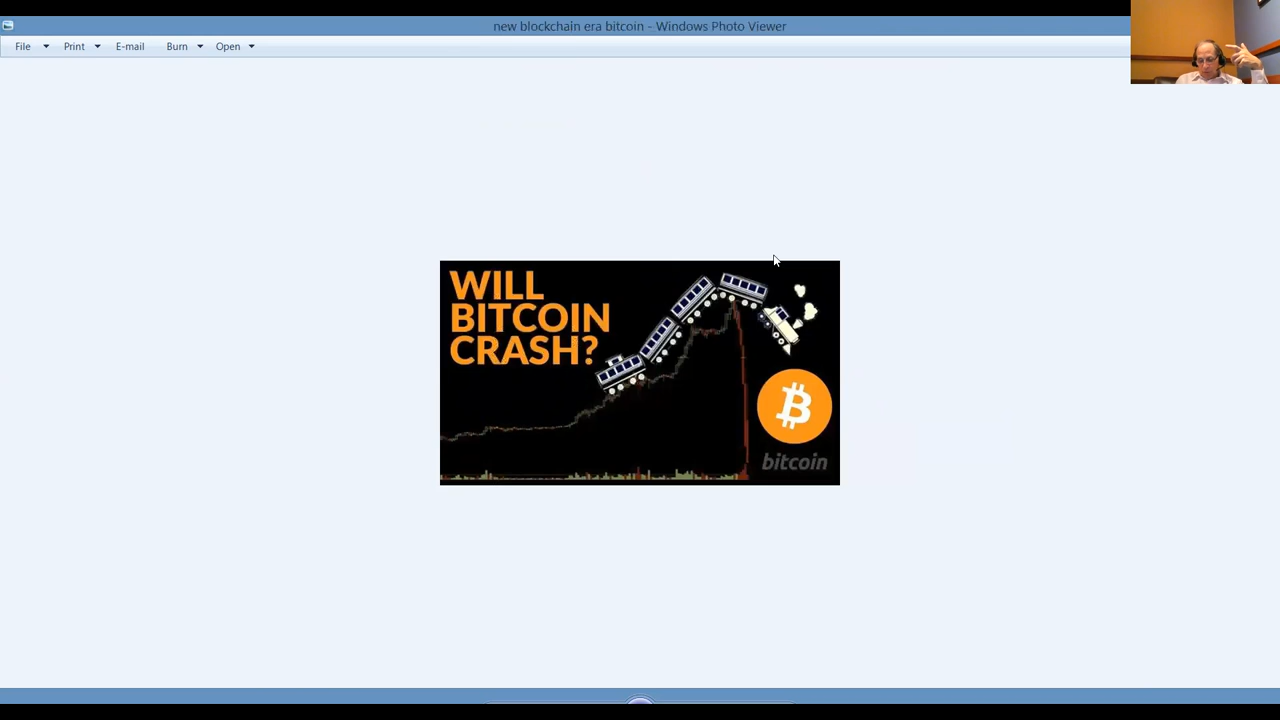 new blockchain era bitcoin - Windows Photo Viewer
File Print E-mail Burn Open
WILL
BITCOIN
CRASH?
bitcoin